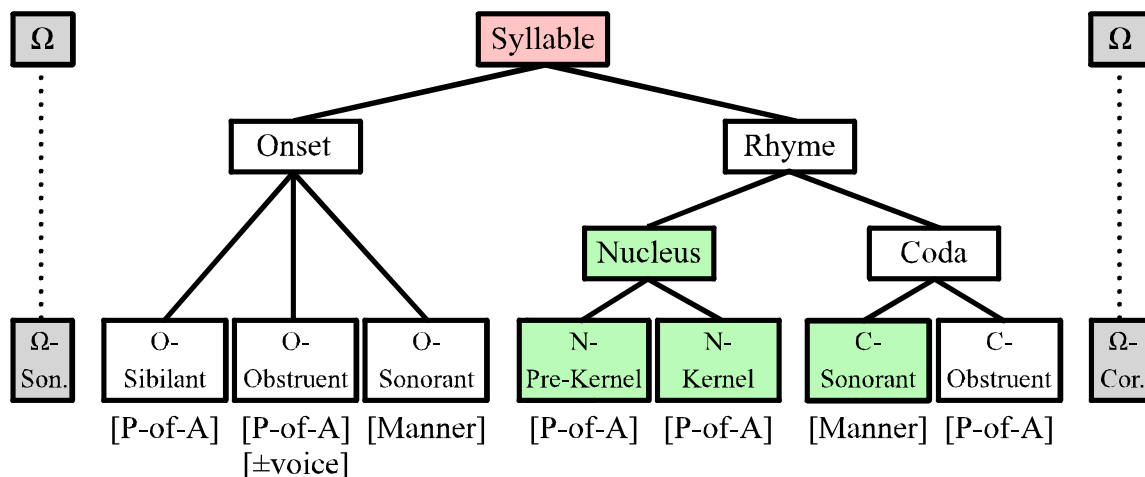 Ω Syllable Ω
Onset Rhyme
Nucleus Coda
Ω- O- O- O- N- N- C- C- Ω-
Son. Sibilant Obstruent Sonorant Pre-Kernel Kernel Sonorant Obstruent Cor.
[P-of-A] [P-of-A] [Manner] [P-of-A] [P-of-A] [Manner] [P-of-A]
[±voice]